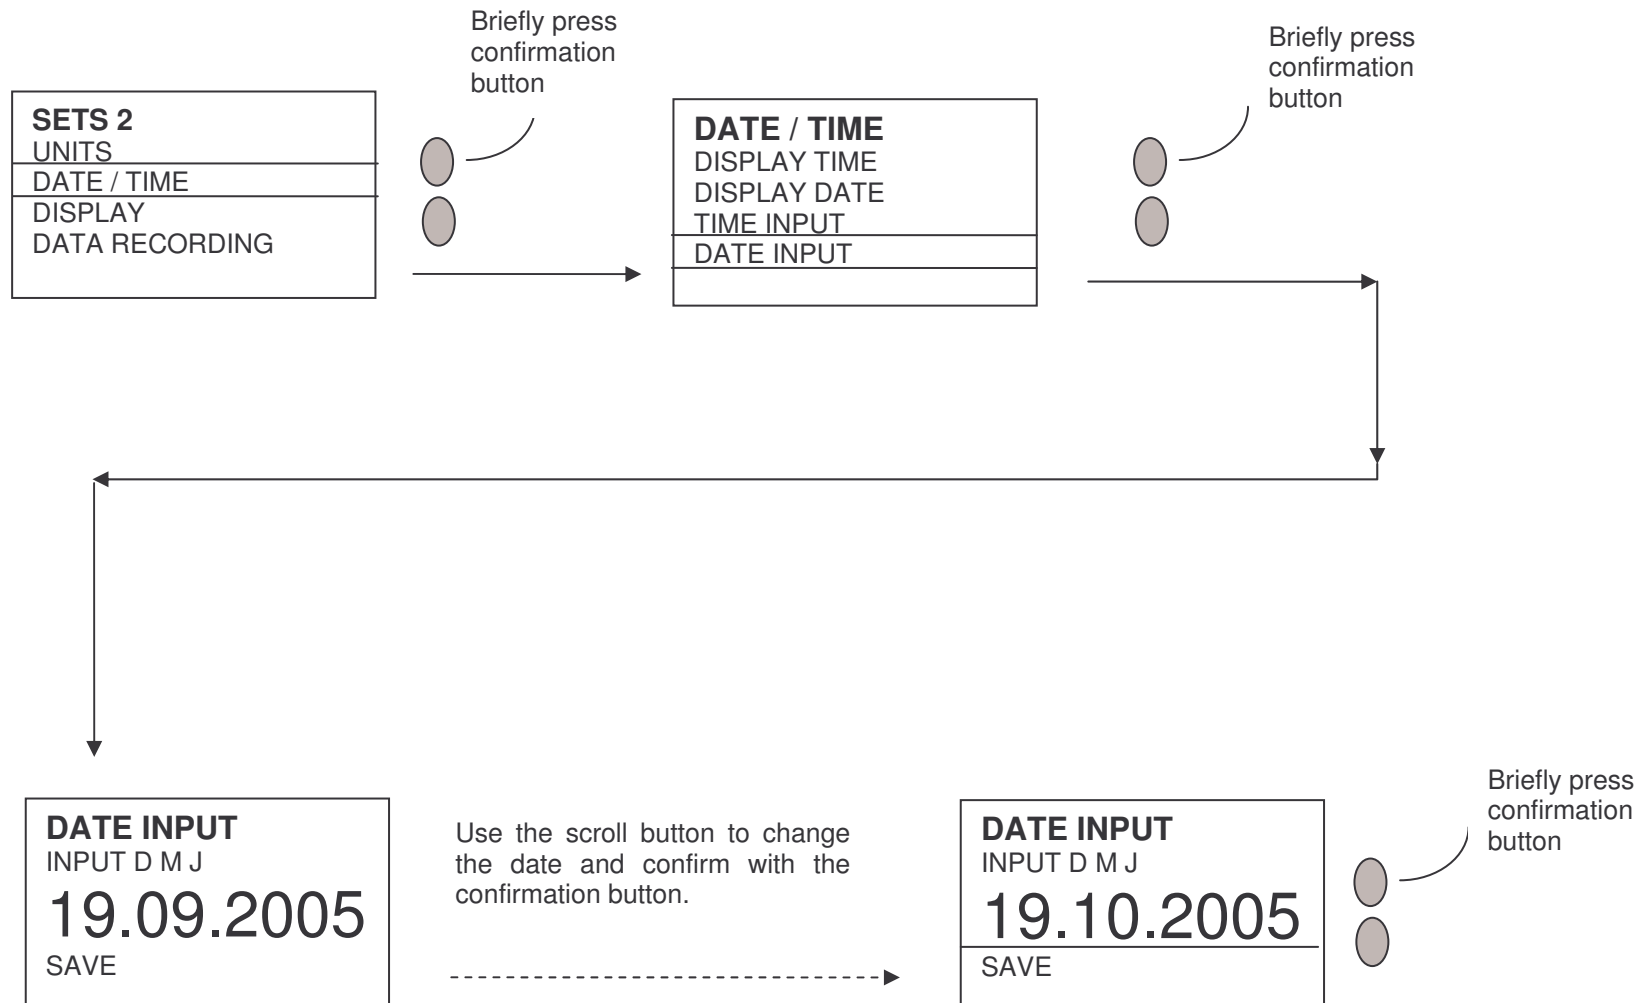 Briefly press
confirmation
button
SETS 2
UNITS
DATE / TIME
DISPLAY
DATA RECORDING
DATE / TIME
DISPLAY TIME
DISPLAY DATE
TIME INPUT
DATE INPUT
Briefly press
confirmation
button
DATE INPUT
INPUT D M J
19.09.2005
SAVE
Use the scroll button to change
the date and confirm with the
confirmation button.
DATE INPUT
INPUT D M J
19.10.2005
SAVE
Briefly press
confirmation
button